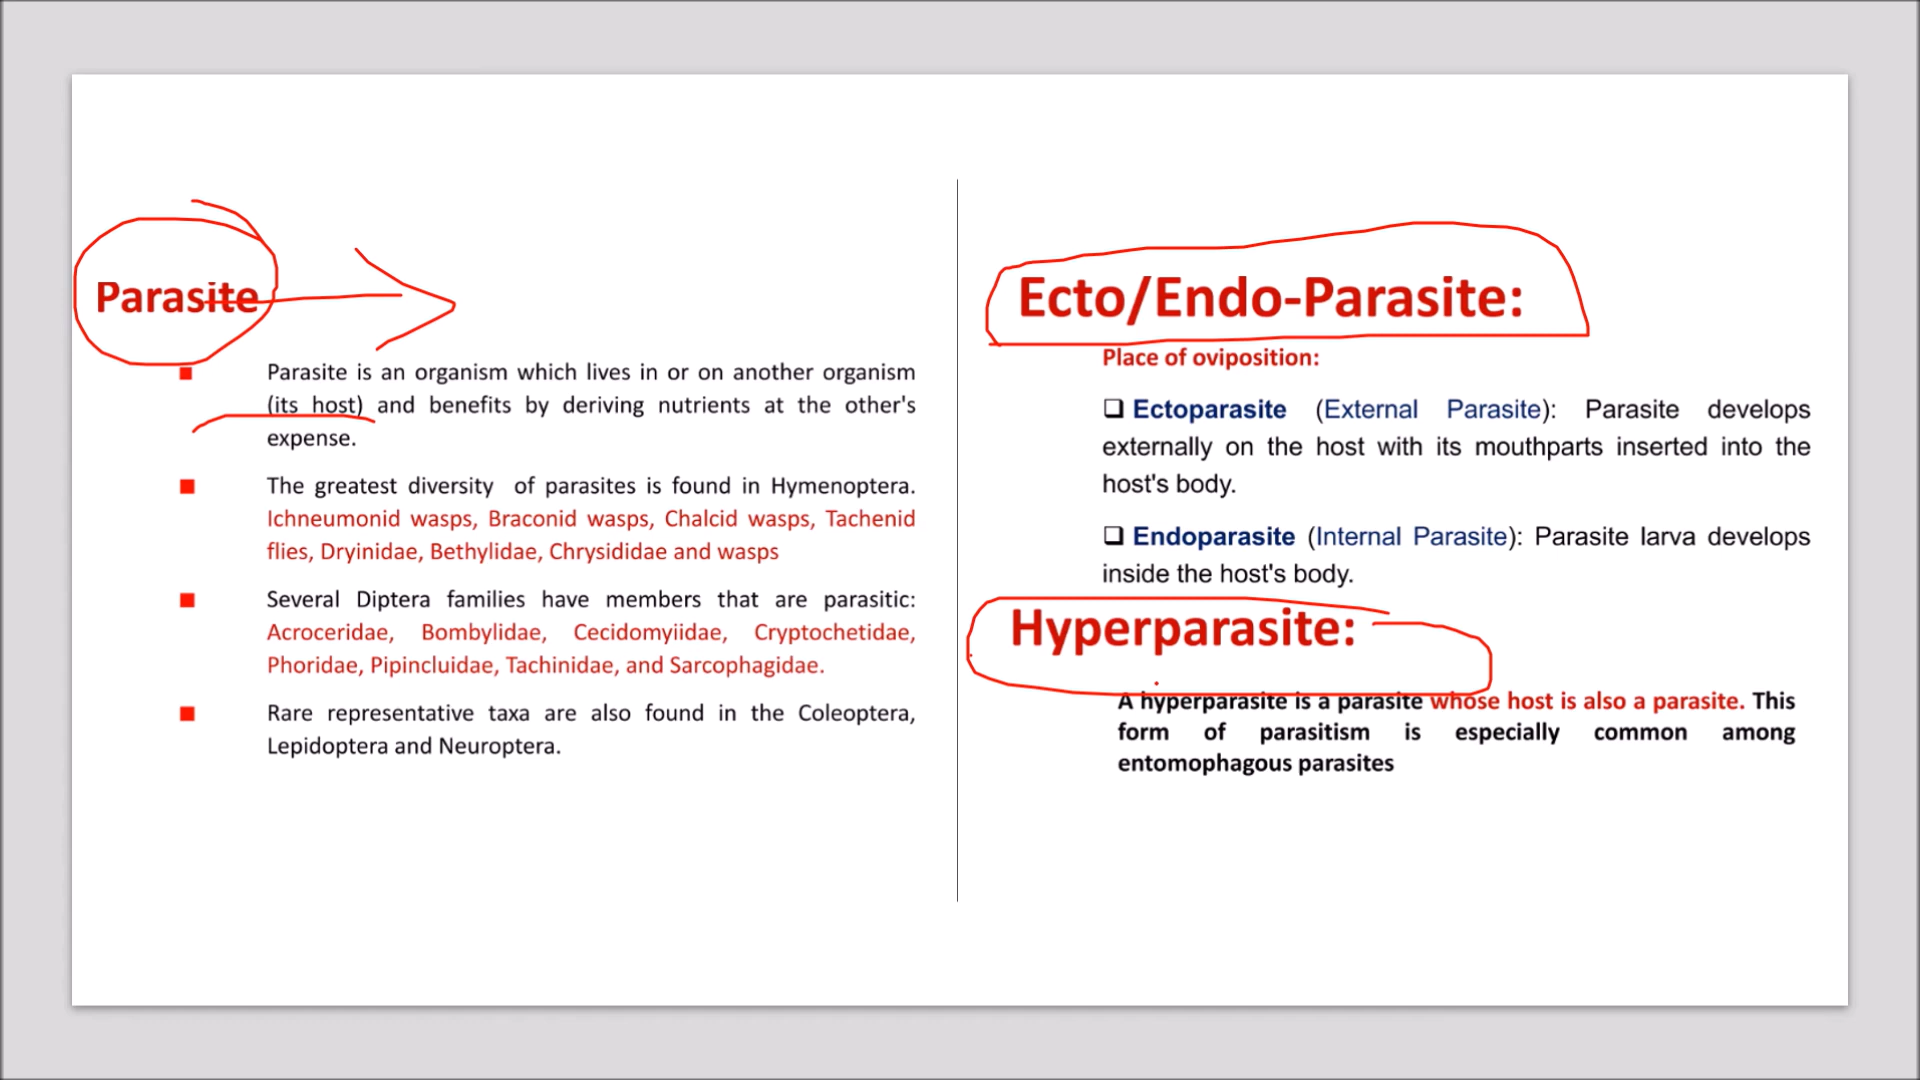 Parasite
Parasite is an organism which lives in or on another organism
(its host) and benefits by deriving nutrients at the other's
expense.
The greatest diversity of parasites is found in Hymenoptera.
Ichneumonid wasps, Braconid wasps, Chalcid wasps, Tachenid
flies, Dryinidae, Bethylidae, Chrysididae and wasps
Several Diptera families have members that are parasitic:
Acroceridae, Bombylidae, Cecidomyiidae, Cryptochetidae,
Phoridae, Pipincluidae, Tachinidae, and Sarcophagidae.
Rare representative taxa are also found in the Coleoptera,
Lepidoptera and Neuroptera.
Ecto/Endo-Parasite:
Place of oviposition:
Ectoparasite (External Parasite): Parasite develops
externally on the host with its mouthparts inserted into the
host's body.
Endoparasite (Internal Parasite): Parasite larva develops
inside the host's body.
Hyperparasite:
A hyperparasite is a parasite whose host is also a parasite. This
form of parasitism is especially common among
entomophagous parasites